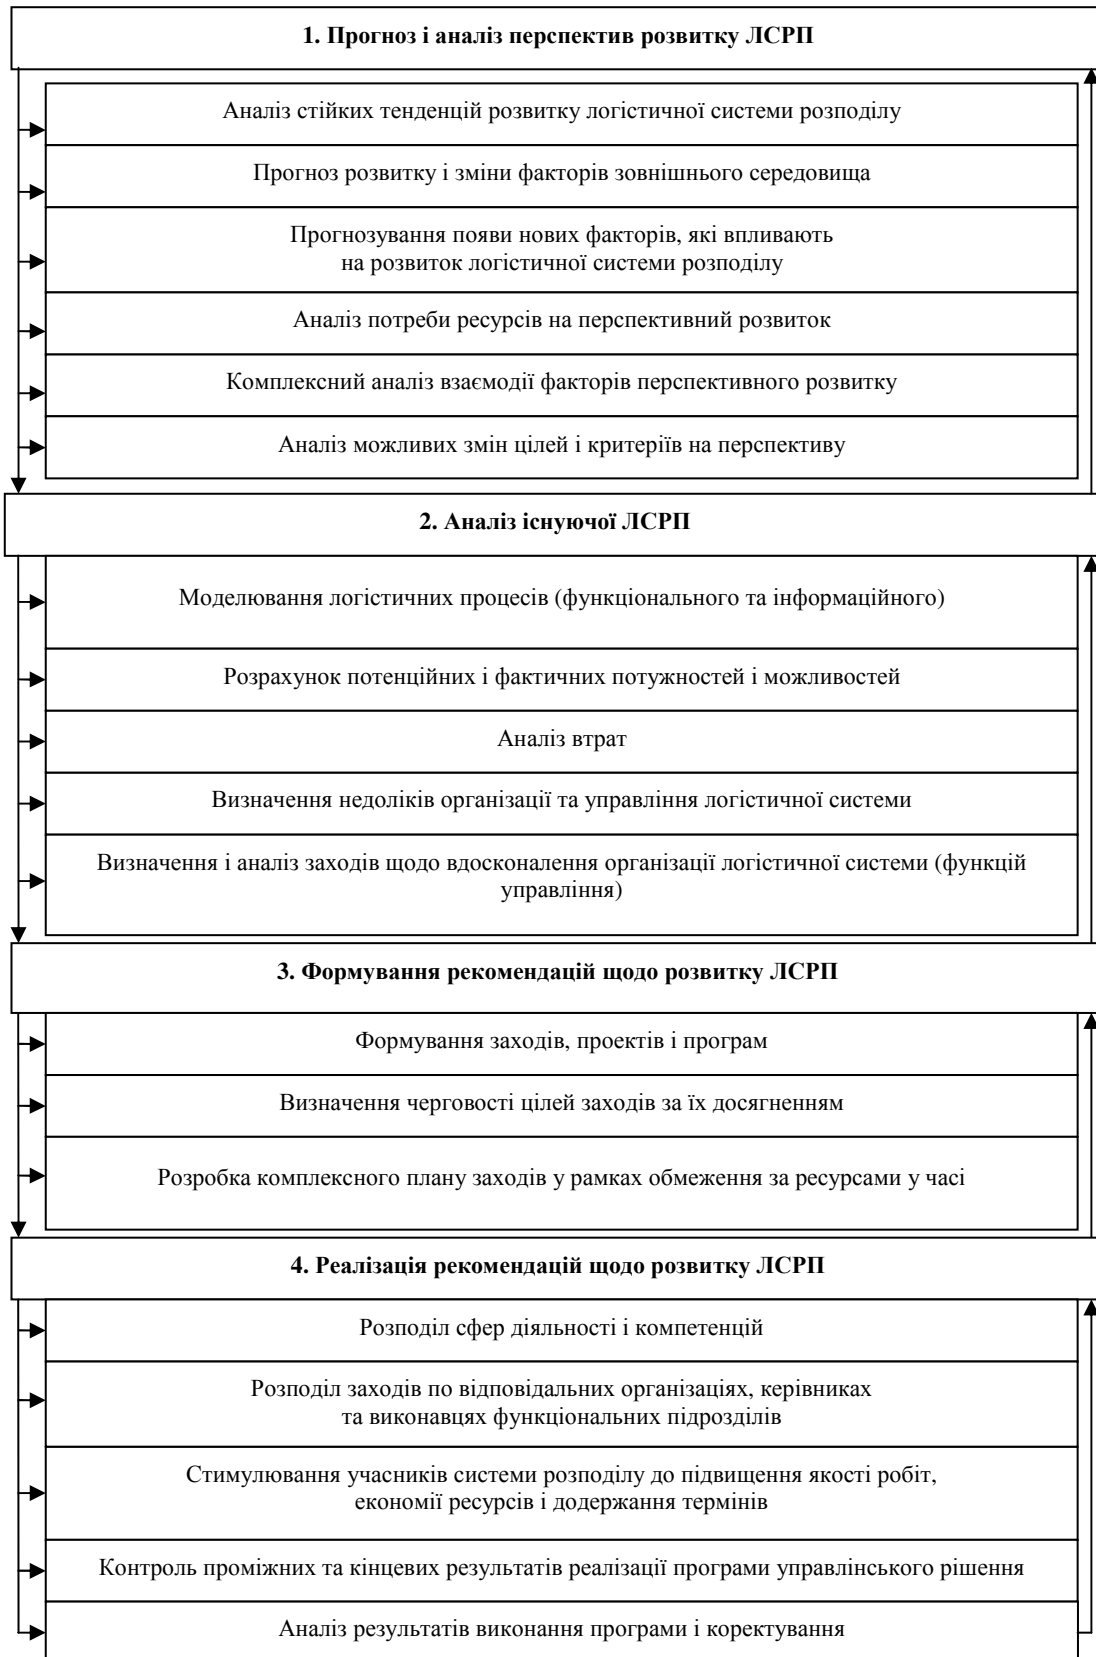 1. Прогноз і аналіз перспектив розвитку ЛСРП
Аналіз стійких тенденцій розвитку логістичної системи розподілу
Прогноз розвитку і зміни факторів зовнішнього середовища
Прогнозування появи нових факторів, які впливають
на розвиток логістичної системи розподілу
Аналіз потреби ресурсів на перспективний розвиток
Комплексний аналіз взаємодії факторів перспективного розвитку
Аналіз можливих змін цілей і критеріїв на перспективу
2. Аналіз існуючої ЛСРП
Моделювання логістичних процесів (функціонального та інформаційного)
Розрахунок потенційних і фактичних потужностей і можливостей
Аналіз втрат
Визначення недоліків організації та управління логістичної системи
Визначення і аналіз заходів щодо вдосконалення організації логістичної системи (функцій
управління)
3. Формування рекомендацій щодо розвитку ЛСРП
Формування заходів, проектів і програм
Визначення черговості цілей заходів за їх досягненням
Розробка комплексного плану заходів у рамках обмеження за ресурсами у часі
4. Реалізація рекомендацій щодо розвитку ЛСРП
Розподіл сфер діяльності і компетенцій
Розподіл заходів по відповідальних організаціях, керівниках
та виконавцях функціональних підрозділів
Стимулювання учасників системи розподілу до підвищення якості робіт,
економії ресурсів і додержання термінів
Контроль проміжних та кінцевих результатів реалізації програми управлінського рішення
Аналіз результатів виконання програми і коректування